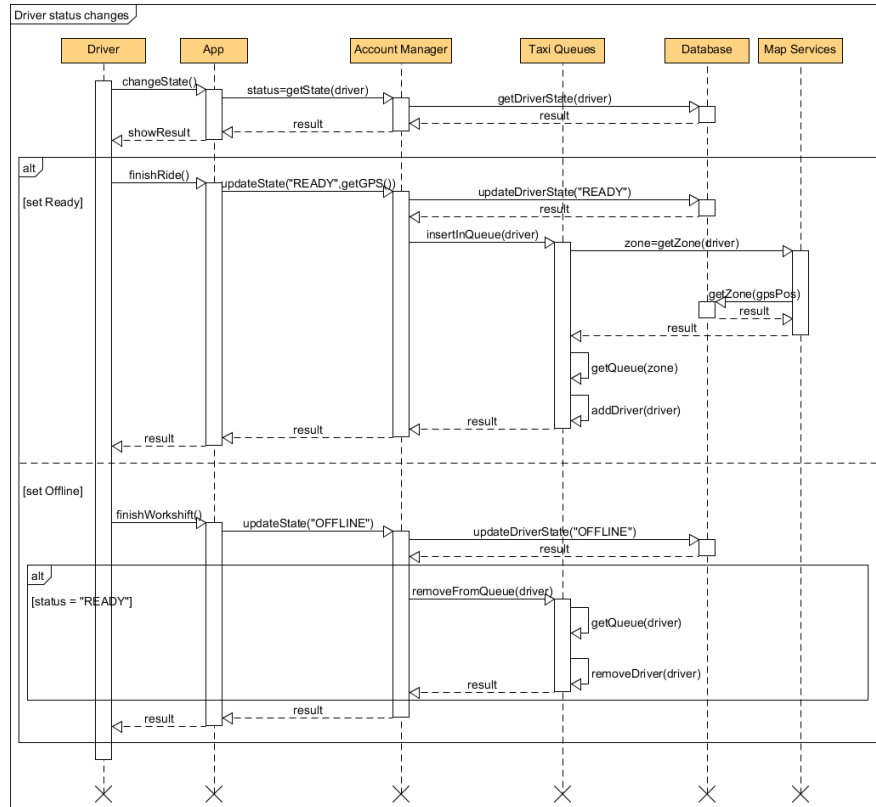 Driver status changes
Driver
App
Account Manager
Taxi Queues
Database
Map Services
changeState()
status=getState(driver)
getDriverState(driver)
result
result
showResult
alt
finishRide()
updateState("READY",getGPS())
[set Ready]
updateDriverState("READY")
result
insertInQueue(driver)
zone=getZone(driver)
getZone(gpsPos)
result
result
getQueue(zone)
addDriver(driver)
result
result
result
[set Offline]
finishWorkshift()
updateState("OFFLINE")
updateDriverState("OFFLINE")
result
alt
[status = "READY"]
removeFromQueue(driver)
getQueue(driver)
removeDriver(driver)
result
result
result